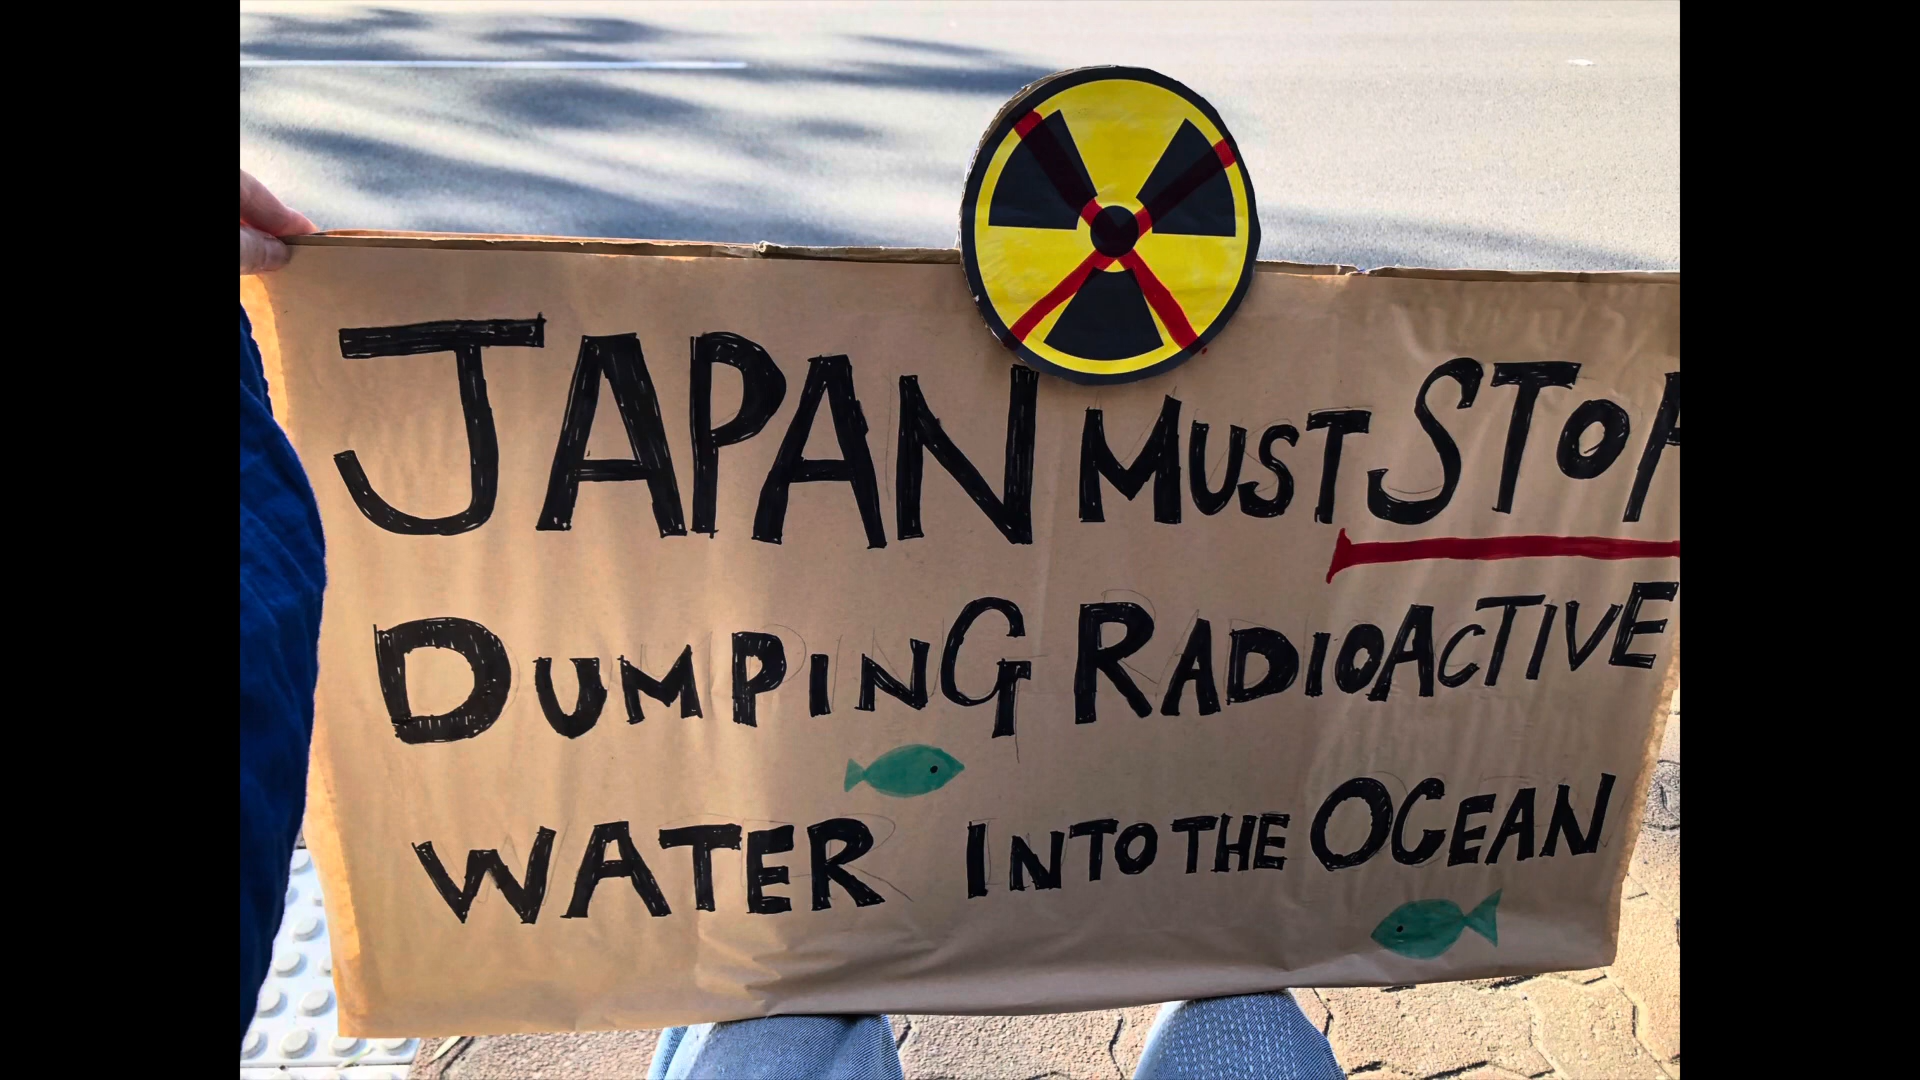 JAPAN MUST STOP
DUMPING RADIOACTIVE
WATER INTO THE OCEAN